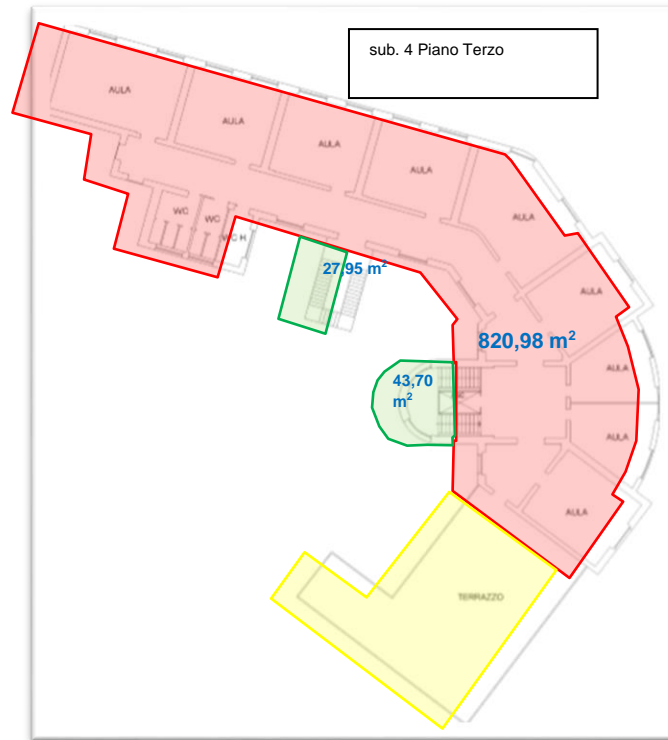 sub. 4 Piano Terzo
AULA
AULA
AULA
AULA
AULA
WC
WC
WC H.
27,95 m²
AULA
820,98 m²
43,70
m²
AULA
AULA
AULA
TERRAZZO